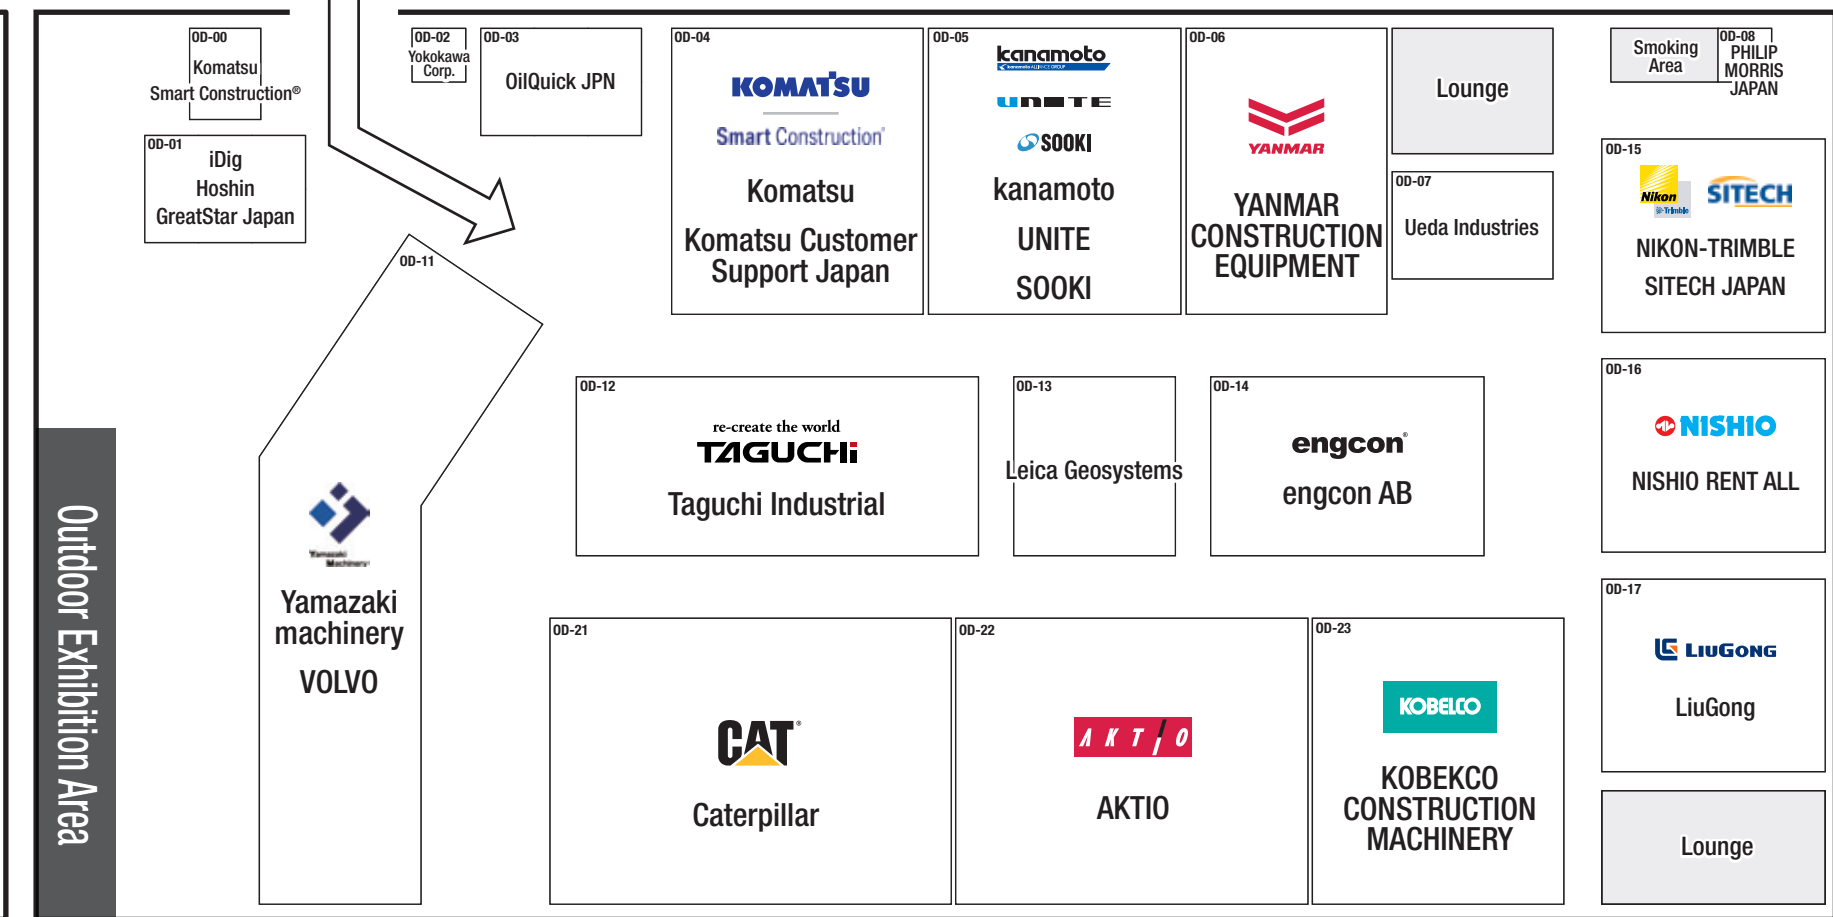 OD-00
Komatsu
Smart Construction®
OD-01
iDig
Hoshin
GreatStar Japan
OD-02
Yokokawa
Corp.
OD-03
OilQuick JPN
OD-04
KOMATSU
Smart Construction®
Komatsu
Komatsu Customer
Support Japan
OD-05
kanamoto
kanamoto ALLIANCE GROUP
UNITE
SOOKI
kanamoto
UNITE
SOOKI
OD-06
YANMAR
YANMAR
CONSTRUCTION
EQUIPMENT
Lounge
OD-07
Ueda Industries
Smoking
Area
OD-08
PHILIP
MORRIS
JAPAN
OD-15
Nikon
Trimble
SITECH
NIKON-TRIMBLE
SITECH JAPAN
OD-11
Yamazaki
Machinery
Yamazaki
machinery
VOLVO
OD-12
re-create the world
TAGUCHi
Taguchi Industrial
OD-13
Leica Geosystems
OD-14
engcon®
engcon AB
OD-16
NISHIO
NISHIO RENT ALL
OD-17
LIUGONG
LiuGong
OD-21
CAT®
Caterpillar
OD-22
AKTIO
AKTIO
OD-23
KOBELCO
KOBEKCO
CONSTRUCTION
MACHINERY
Lounge
Outdoor Exhibition Area